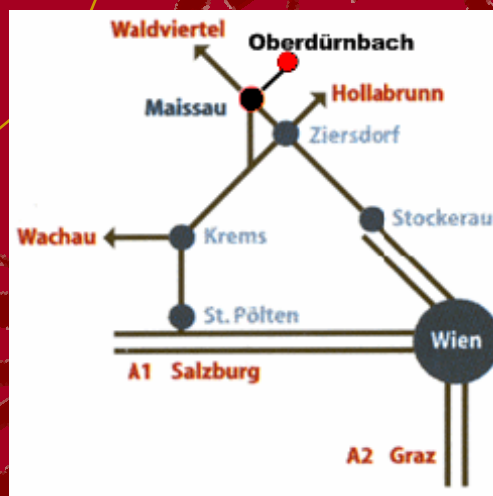 Waldviertel
Oberdürnbach
Hollabrunn
Maissau
Ziersdorf
Stockerau
Wachau
Krems
St. Pölten
Wien
A1 Salzburg
A2 Graz